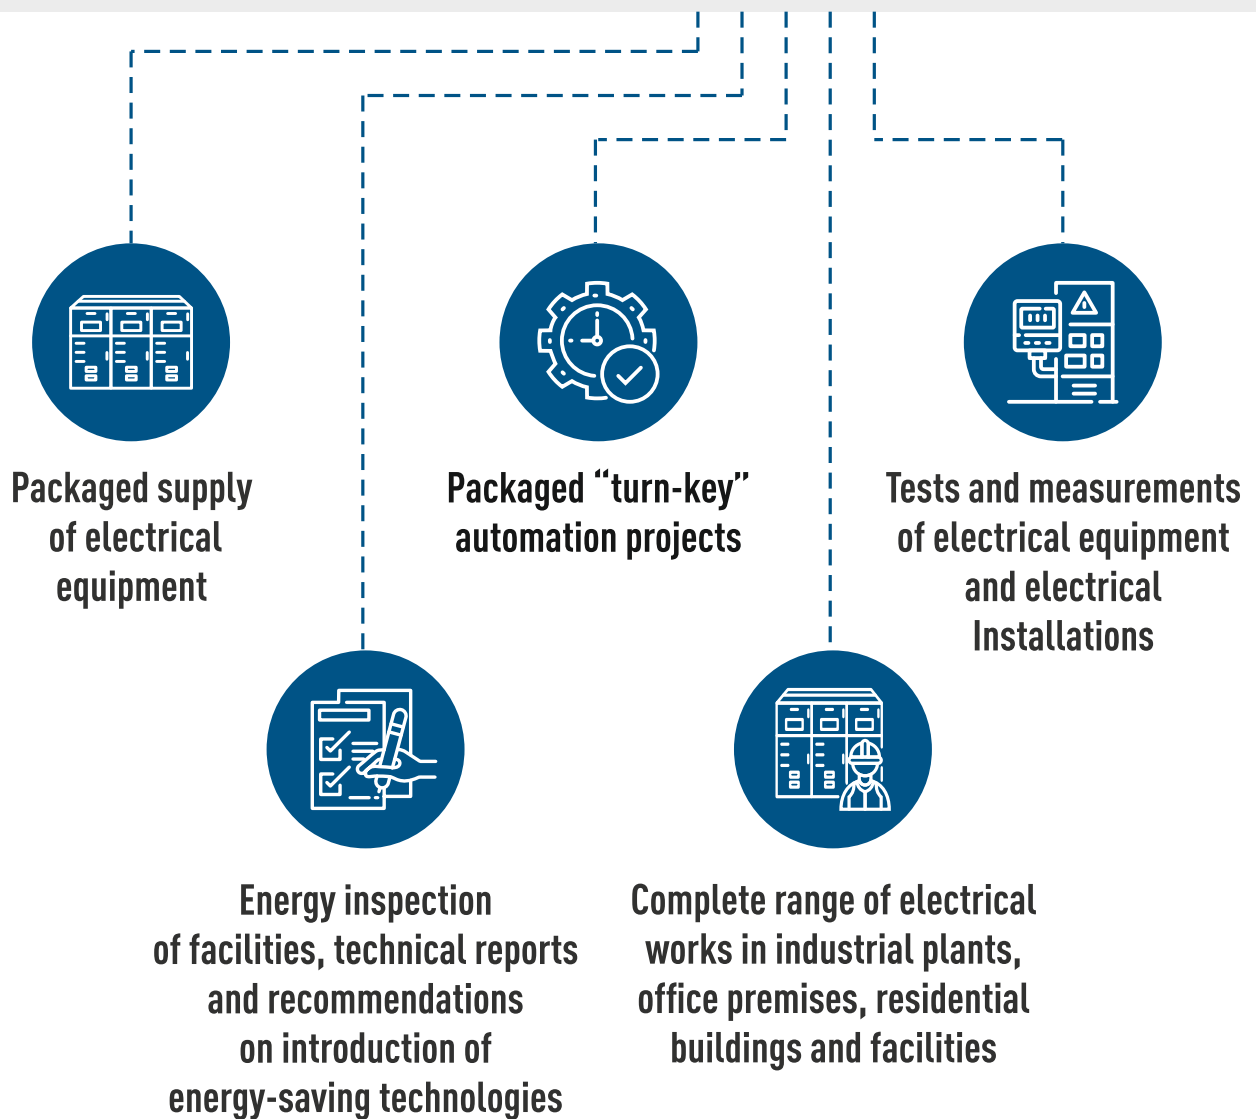 Packaged supply
of electrical
equipment
Packaged “turn-key”
automation projects
Tests and measurements
of electrical equipment
and electrical
Installations
Energy inspection
of facilities, technical reports
and recommendations
on introduction of
energy-saving technologies
Complete range of electrical
works in industrial plants,
office premises, residential
buildings and facilities